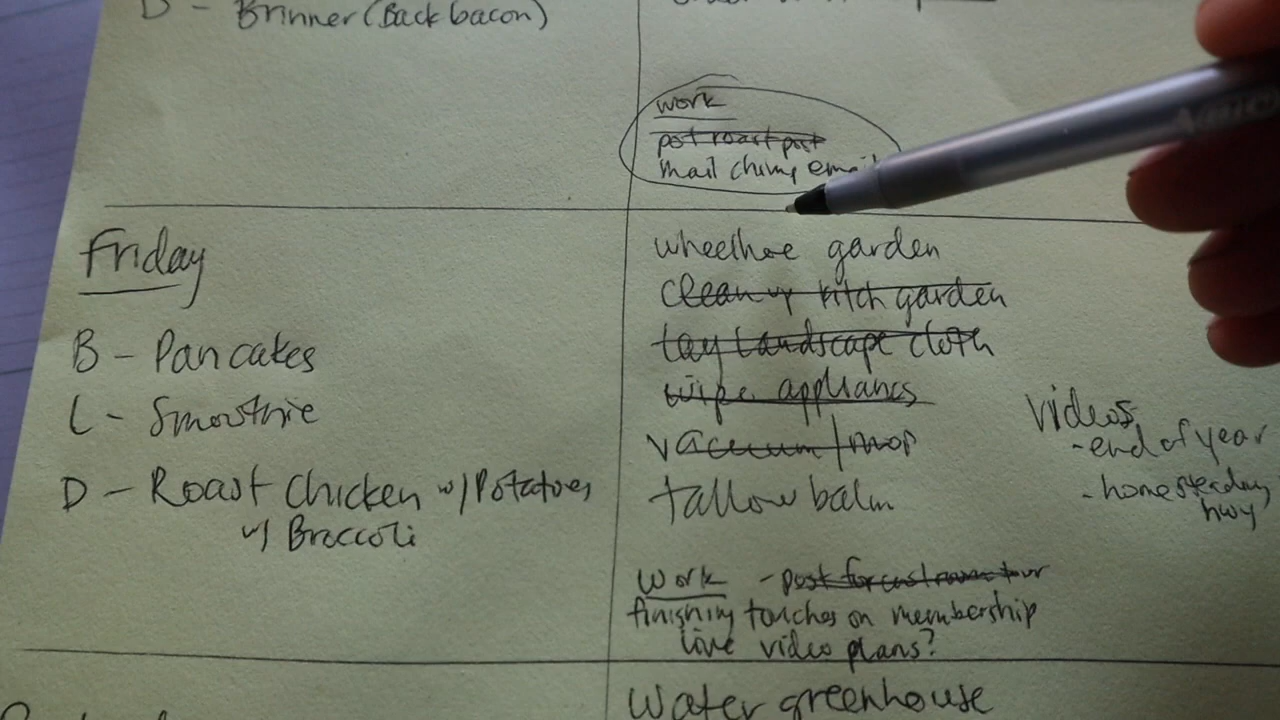 D - Brinner (Back bacon)
work
post roast post
mail chimp email
Friday
B - Pancakes
L - Smoothie
D - Roast Chicken w/ Potatoes
w/ Broccoli
wheelhoe garden
clean up kitch garden
lay landscape cloth
wipe appliances
vacuum / mop
tallow balm
videos
- end of year
- homesteading
hwy
work - post for
finishing touches on membership
live video plans?
Water greenhouse